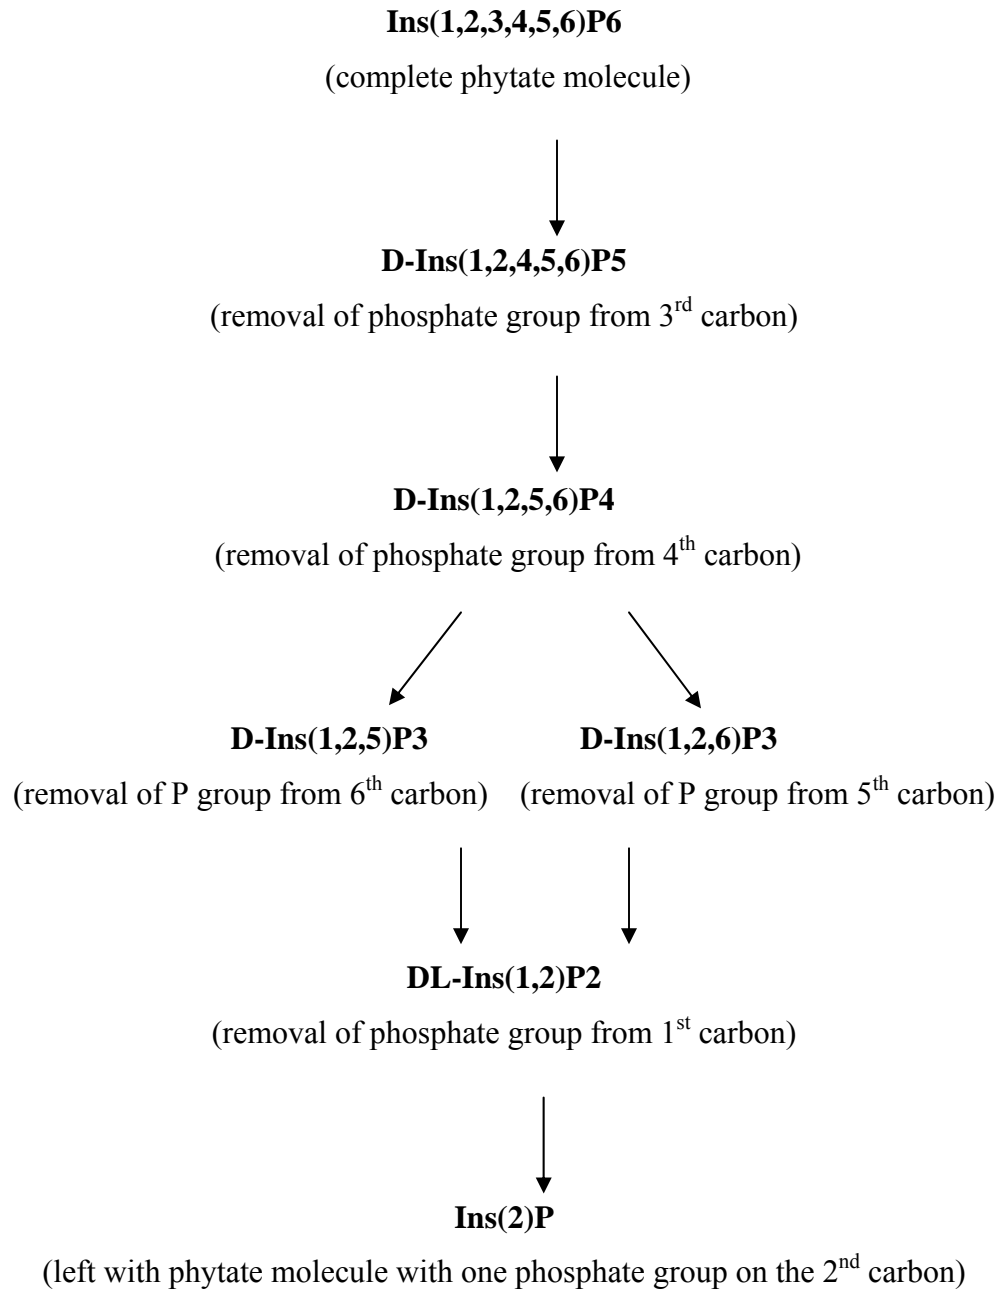 Ins(1,2,3,4,5,6)P6
(complete phytate molecule)
D-Ins(1,2,4,5,6)P5
(removal of phosphate group from 3rd carbon)
D-Ins(1,2,5,6)P4
(removal of phosphate group from 4th carbon)
D-Ins(1,2,5)P3 D-Ins(1,2,6)P3
(removal of P group from 6th carbon) (removal of P group from 5th carbon)
DL-Ins(1,2)P2
(removal of phosphate group from 1st carbon)
Ins(2)P
(left with phytate molecule with one phosphate group on the 2nd carbon)